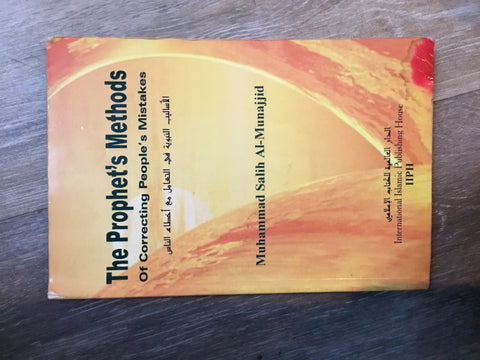 The Prophet's Methods
Of Correcting People's Mistakes
الأساليب النبوية في التعامل مع أخطاء الناس
Muhammad Salih Al-Munajjid
الدار العالمية للكتاب الإسلامي
International Islamic Publishing House
IIPH